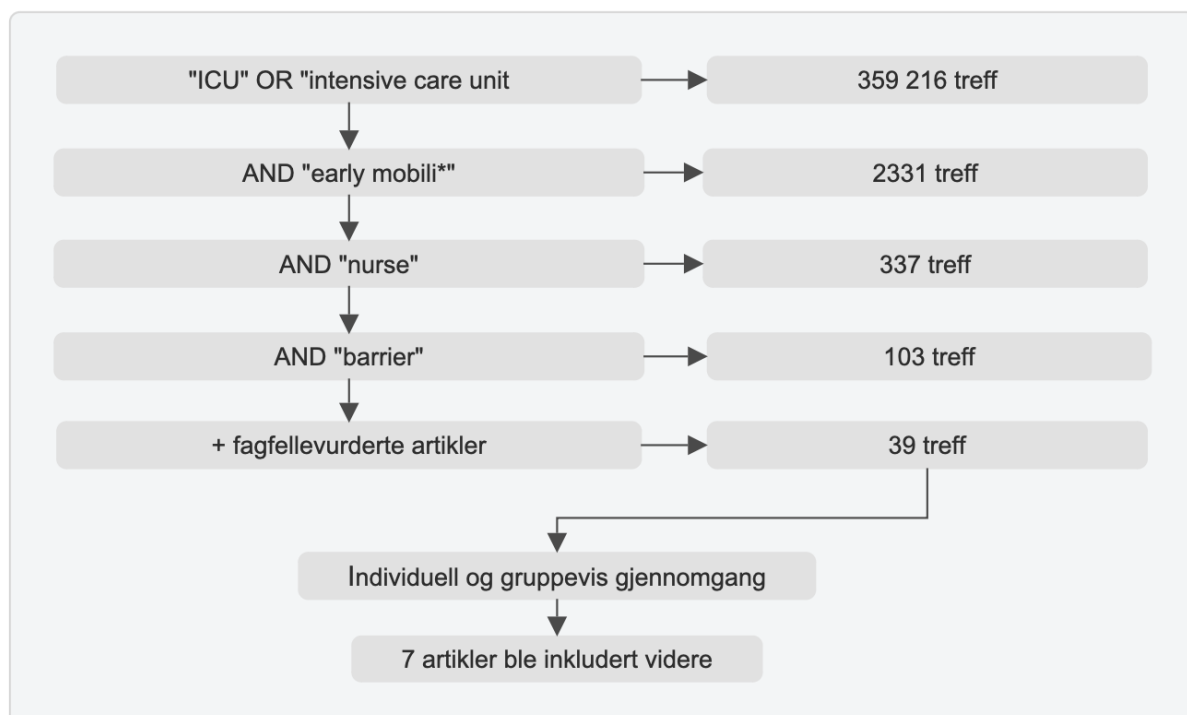 "ICU" OR "intensive care unit
359 216 treff
AND "early mobili*"
2331 treff
AND "nurse"
337 treff
AND "barrier"
103 treff
+ fagfellevurderte artikler
39 treff
Individuell og gruppevis gjennomgang
7 artikler ble inkludert videre